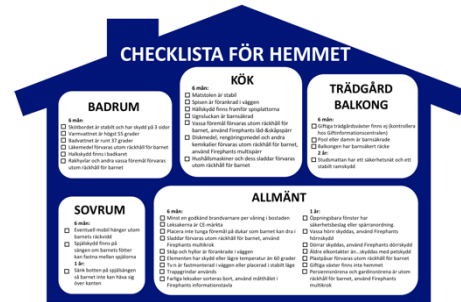 CHECKLISTA FÖR HEMMET
BADRUM
6 mån:
Skötbordet är stabilt och har skydd på 3 sidor
Varmvattnet är högst 55 grader
Badvattnet är runt 37 grader
Läkemedel förvaras utom räckhåll för barnet
Halkskydd finns i badkaret
Rakhyvlar och andra vassa föremål förvaras
utom räckhåll för barnet
KÖK
6 mån:
Matstolen är stabil
Spisen är förankrad i väggen
Hällskydd finns framför spisplattorna
Ugnsluckan är barnsäkrad
Vassa föremål förvaras utom räckhåll för
barnet, använd Firephants låd-&skåpspärr
Diskmedel, rengöringsmedel och andra
kemikalier förvaras utom räckhåll för barnet,
använd Firephants multispärr
Hushållsmaskiner och dess sladdar förvaras
utom räckhåll för barnet
TRÄDGÅRD
BALKONG
6 mån:
Giftiga trädgårdsväxter finns ej (kontrollera
hos Giftinformationscentralen)
Pool eller damm är barnsäkrade
Balkongen har barnsäkert räcke
2 år:
Studsmattan har ett säkerhetsnät och ett
stabilt ramskydd
SOVRUM
6 mån:
Eventuell mobil hänger utom
barnets räckvidd
Spjälskydd finns på
sängen om barnets fötter
kan fastna mellan spjälorna
1 år:
Sänk botten på spjälsängen
så barnet inte kan häva sig
över kanten
ALLMÄNT
6 mån:
Minst en godkänd brandvarnare per våning i bostaden
Leksakerna är CE-märkta
Placera inte tunga föremål på dukar som barnet kan dra i
Sladdar förvaras utom räckhåll för barnet, använd
Firephants multikrok
Skåp och hyllor är förankrade i väggen
Elementen har skydd eller lägre temperatur än 60 grader
Tv:n är fastmonterad i väggen eller placerad i stabilt läge
Trappgrindar används
Farliga leksaker sorteras bort, använd måtthålet i
Firephants informationstavla
1 år:
Öppningsbara fönster har
säkerhetsbeslag eller spärranordning.
Vassa hörn skyddas, använd Firephants
hörnskydd
Dörrar skyddas, använd Firephants dörrskydd
Äldre elkontakter än...skyddas med petskydd
Plastpåsar förvaras utom räckhåll för barnet
Giftiga växter finns inte hemmet
Persiennsnörena och gardinsnörena är utom
räckhåll för barnet, använd Firephants
multikrok